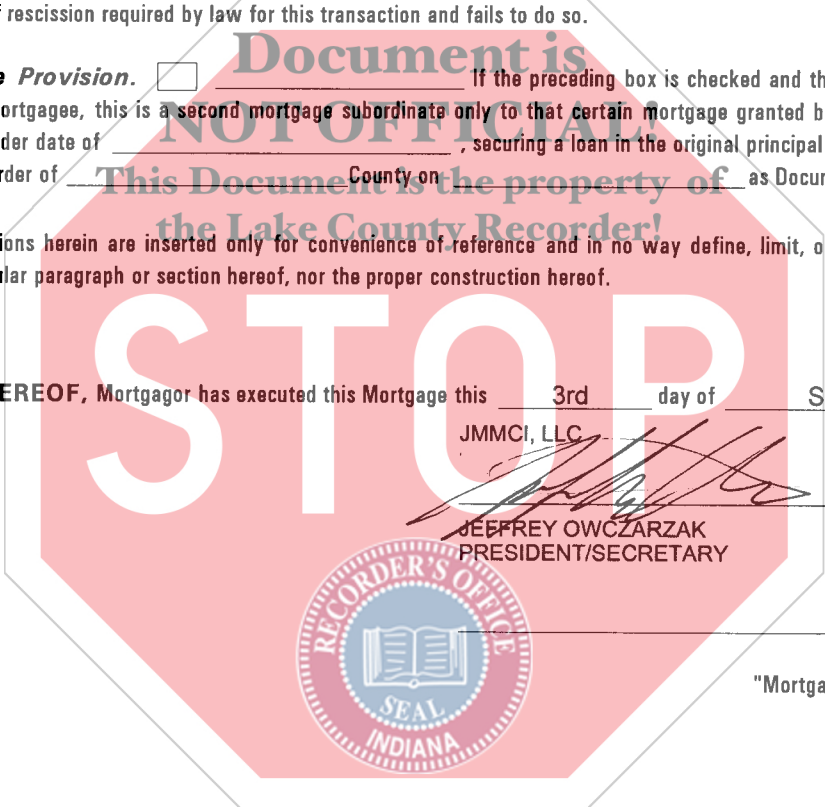 f rescission required by law for this transaction and fails to do so.
Document is
e Provision. If the preceding box is checked and th
NOT OFFICIAL!
ortgagee, this is a second mortgage subordinate only to that certain mortgage granted b
der date of , securing a loan in the original principal
This Document is the property of
rder of County on as Docu
the Lake County Recorder!
ions herein are inserted only for convenience of reference and in no way define, limit, o
lar paragraph or section hereof, nor the proper construction hereof.
STOP
EREOF, Mortgagor has executed this Mortgage this 3rd day of S
JMMCI, LLC
JEFFREY OWCZARZAK
PRESIDENT/SECRETARY
RECORDER'S OFFICE
SEAL
INDIANA
"Mortga